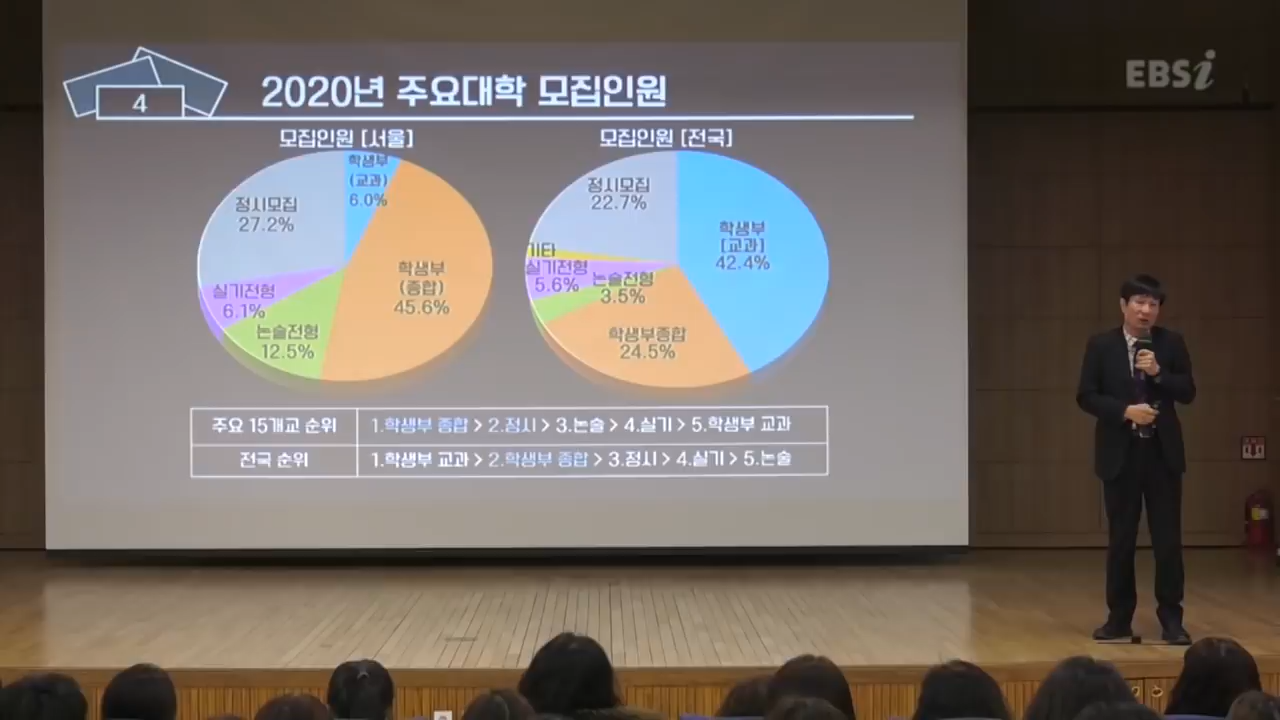 EBSi
4
2020년 주요대학 모집인원
모집인원 [서울]
모집인원 [전국]
학생부
(교과)
6.0%
정시모집
27.2%
학생부
(종합)
45.6%
실기전형
6.1%
논술전형
12.5%
정시모집
22.7%
학생부
[교과]
42.4%
기타
실기전형
5.6%
논술전형
3.5%
학생부종합
24.5%
주요 15개교 순위 1.학생부 종합 > 2.정시 > 3.논술 > 4.실기 > 5.학생부 교과
전국 순위 1.학생부 교과 > 2.학생부 종합 > 3.정시 > 4.실기 > 5.논술